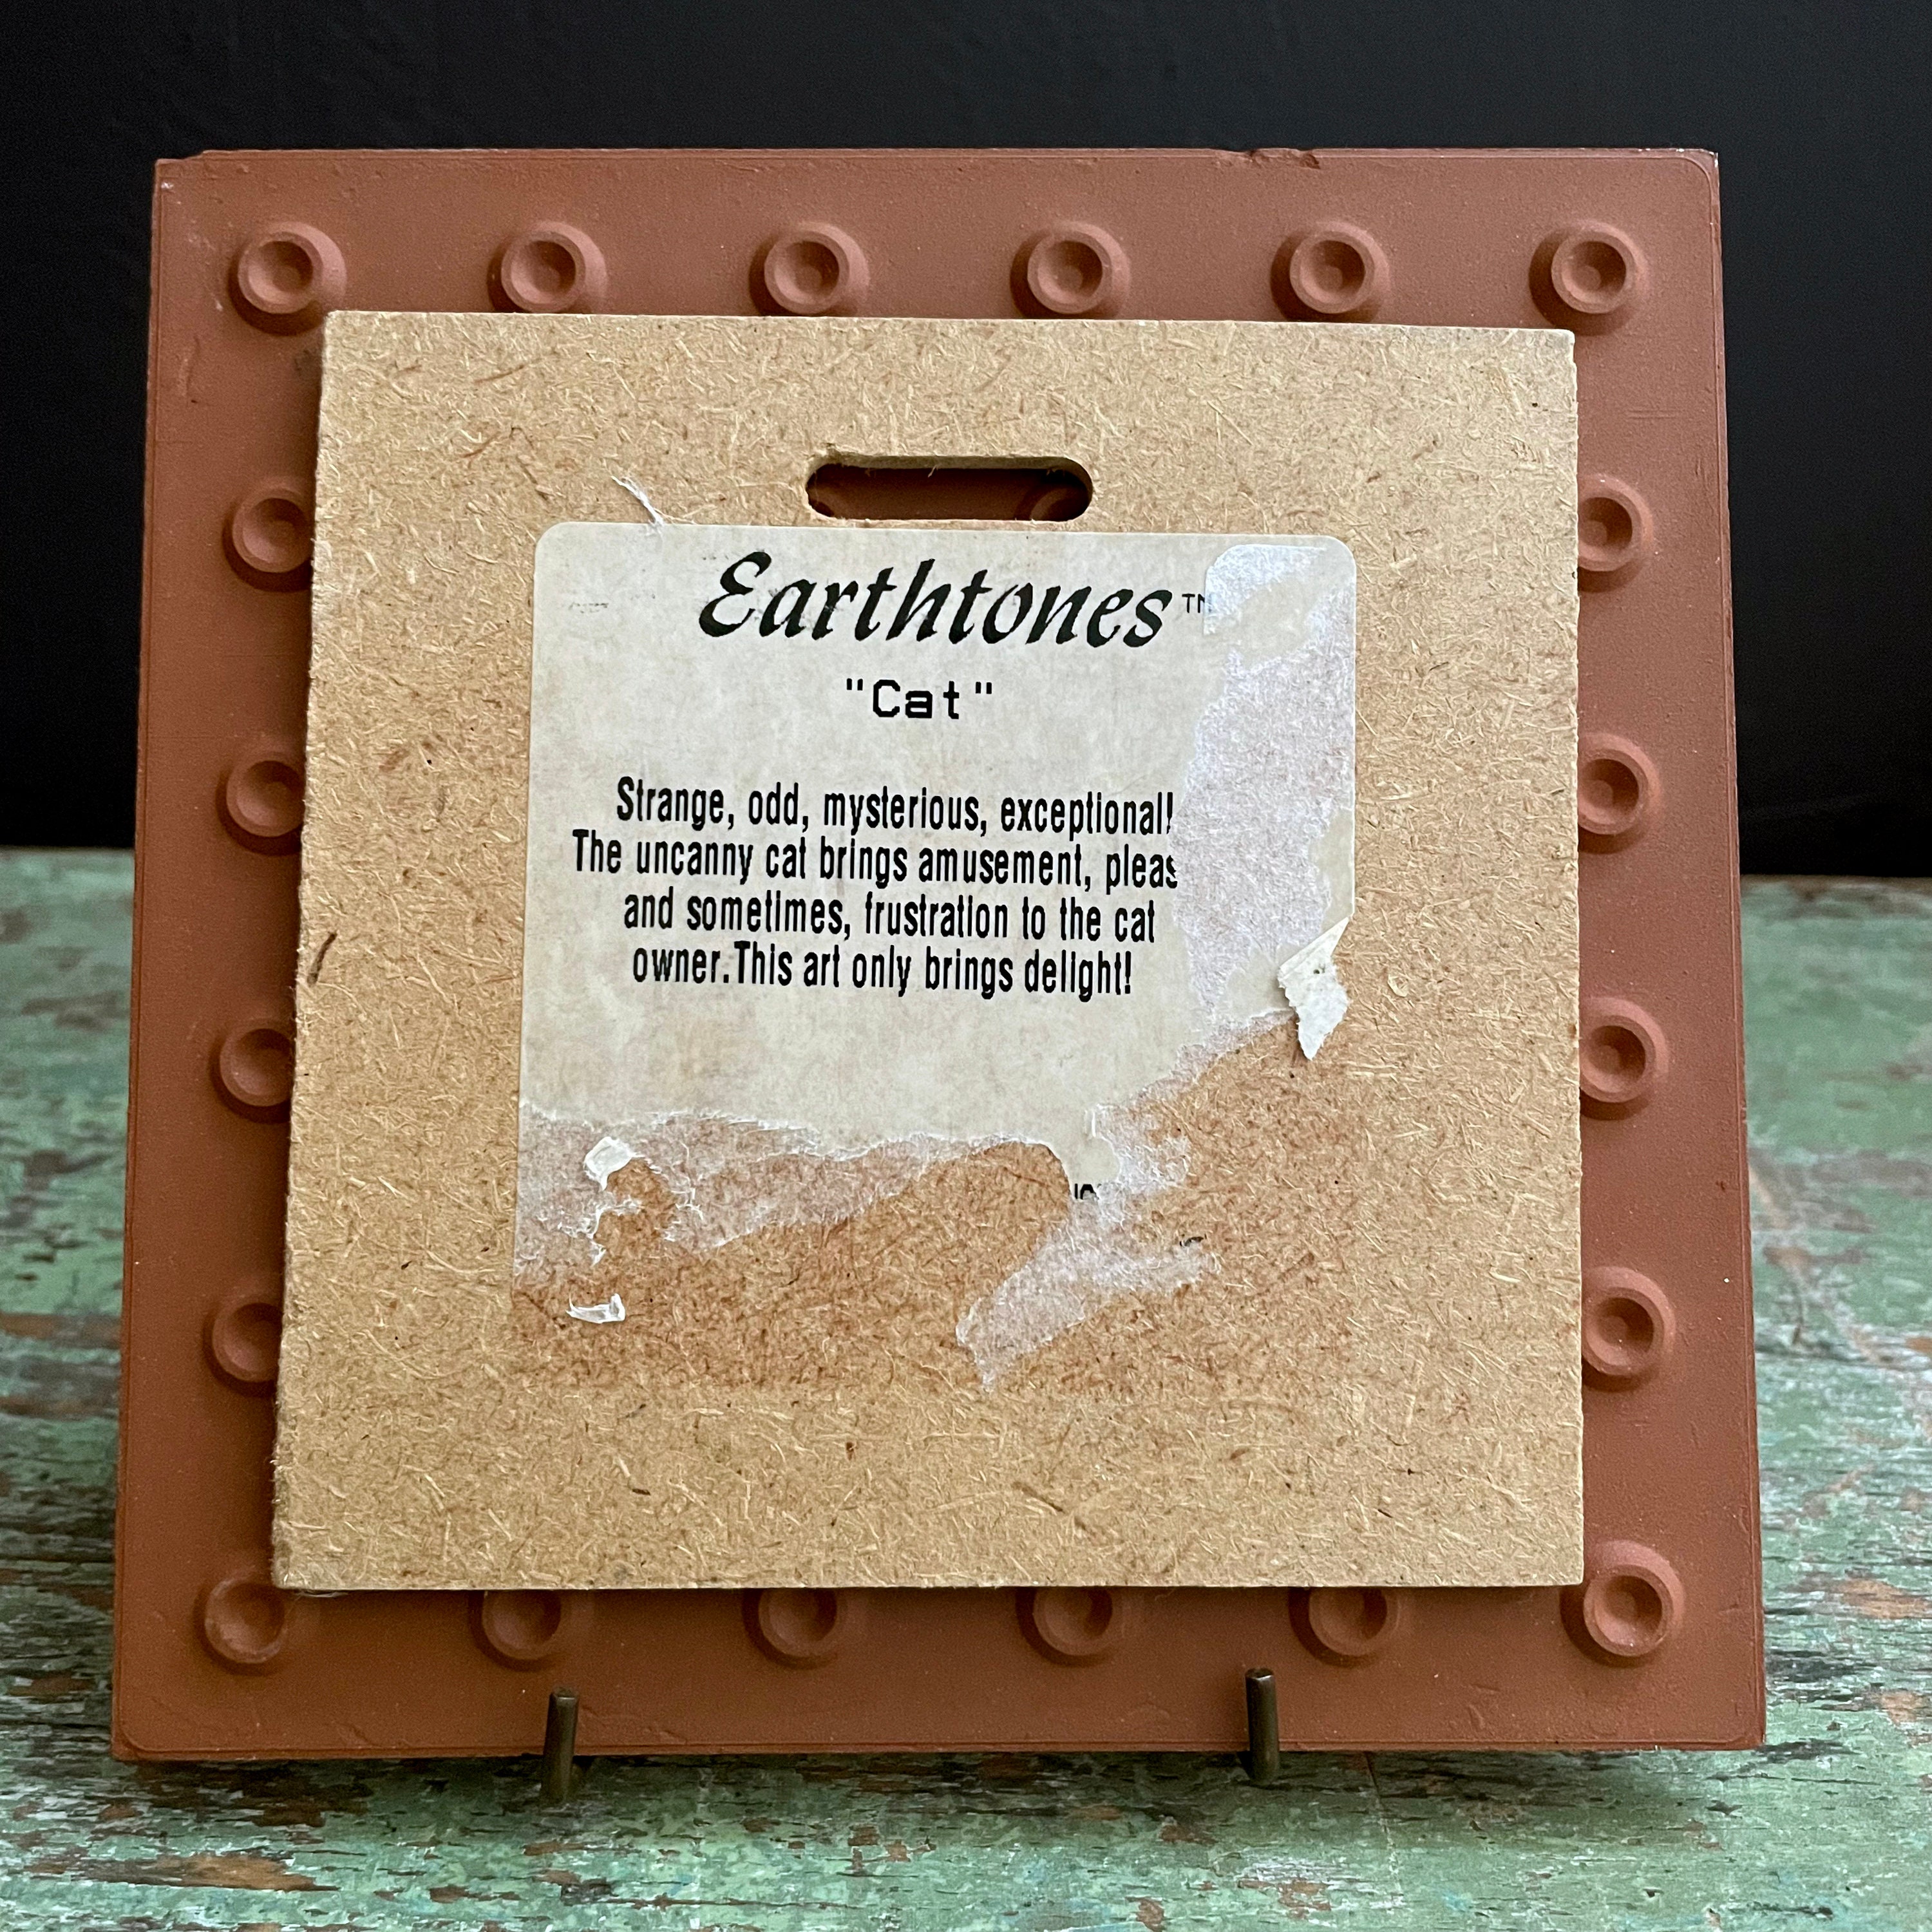 Earthtones™
"Cat"
Strange, odd, mysterious, exceptional!
The uncanny cat brings amusement,
and sometimes, frustration to the cat
owner.This art only brings delight!